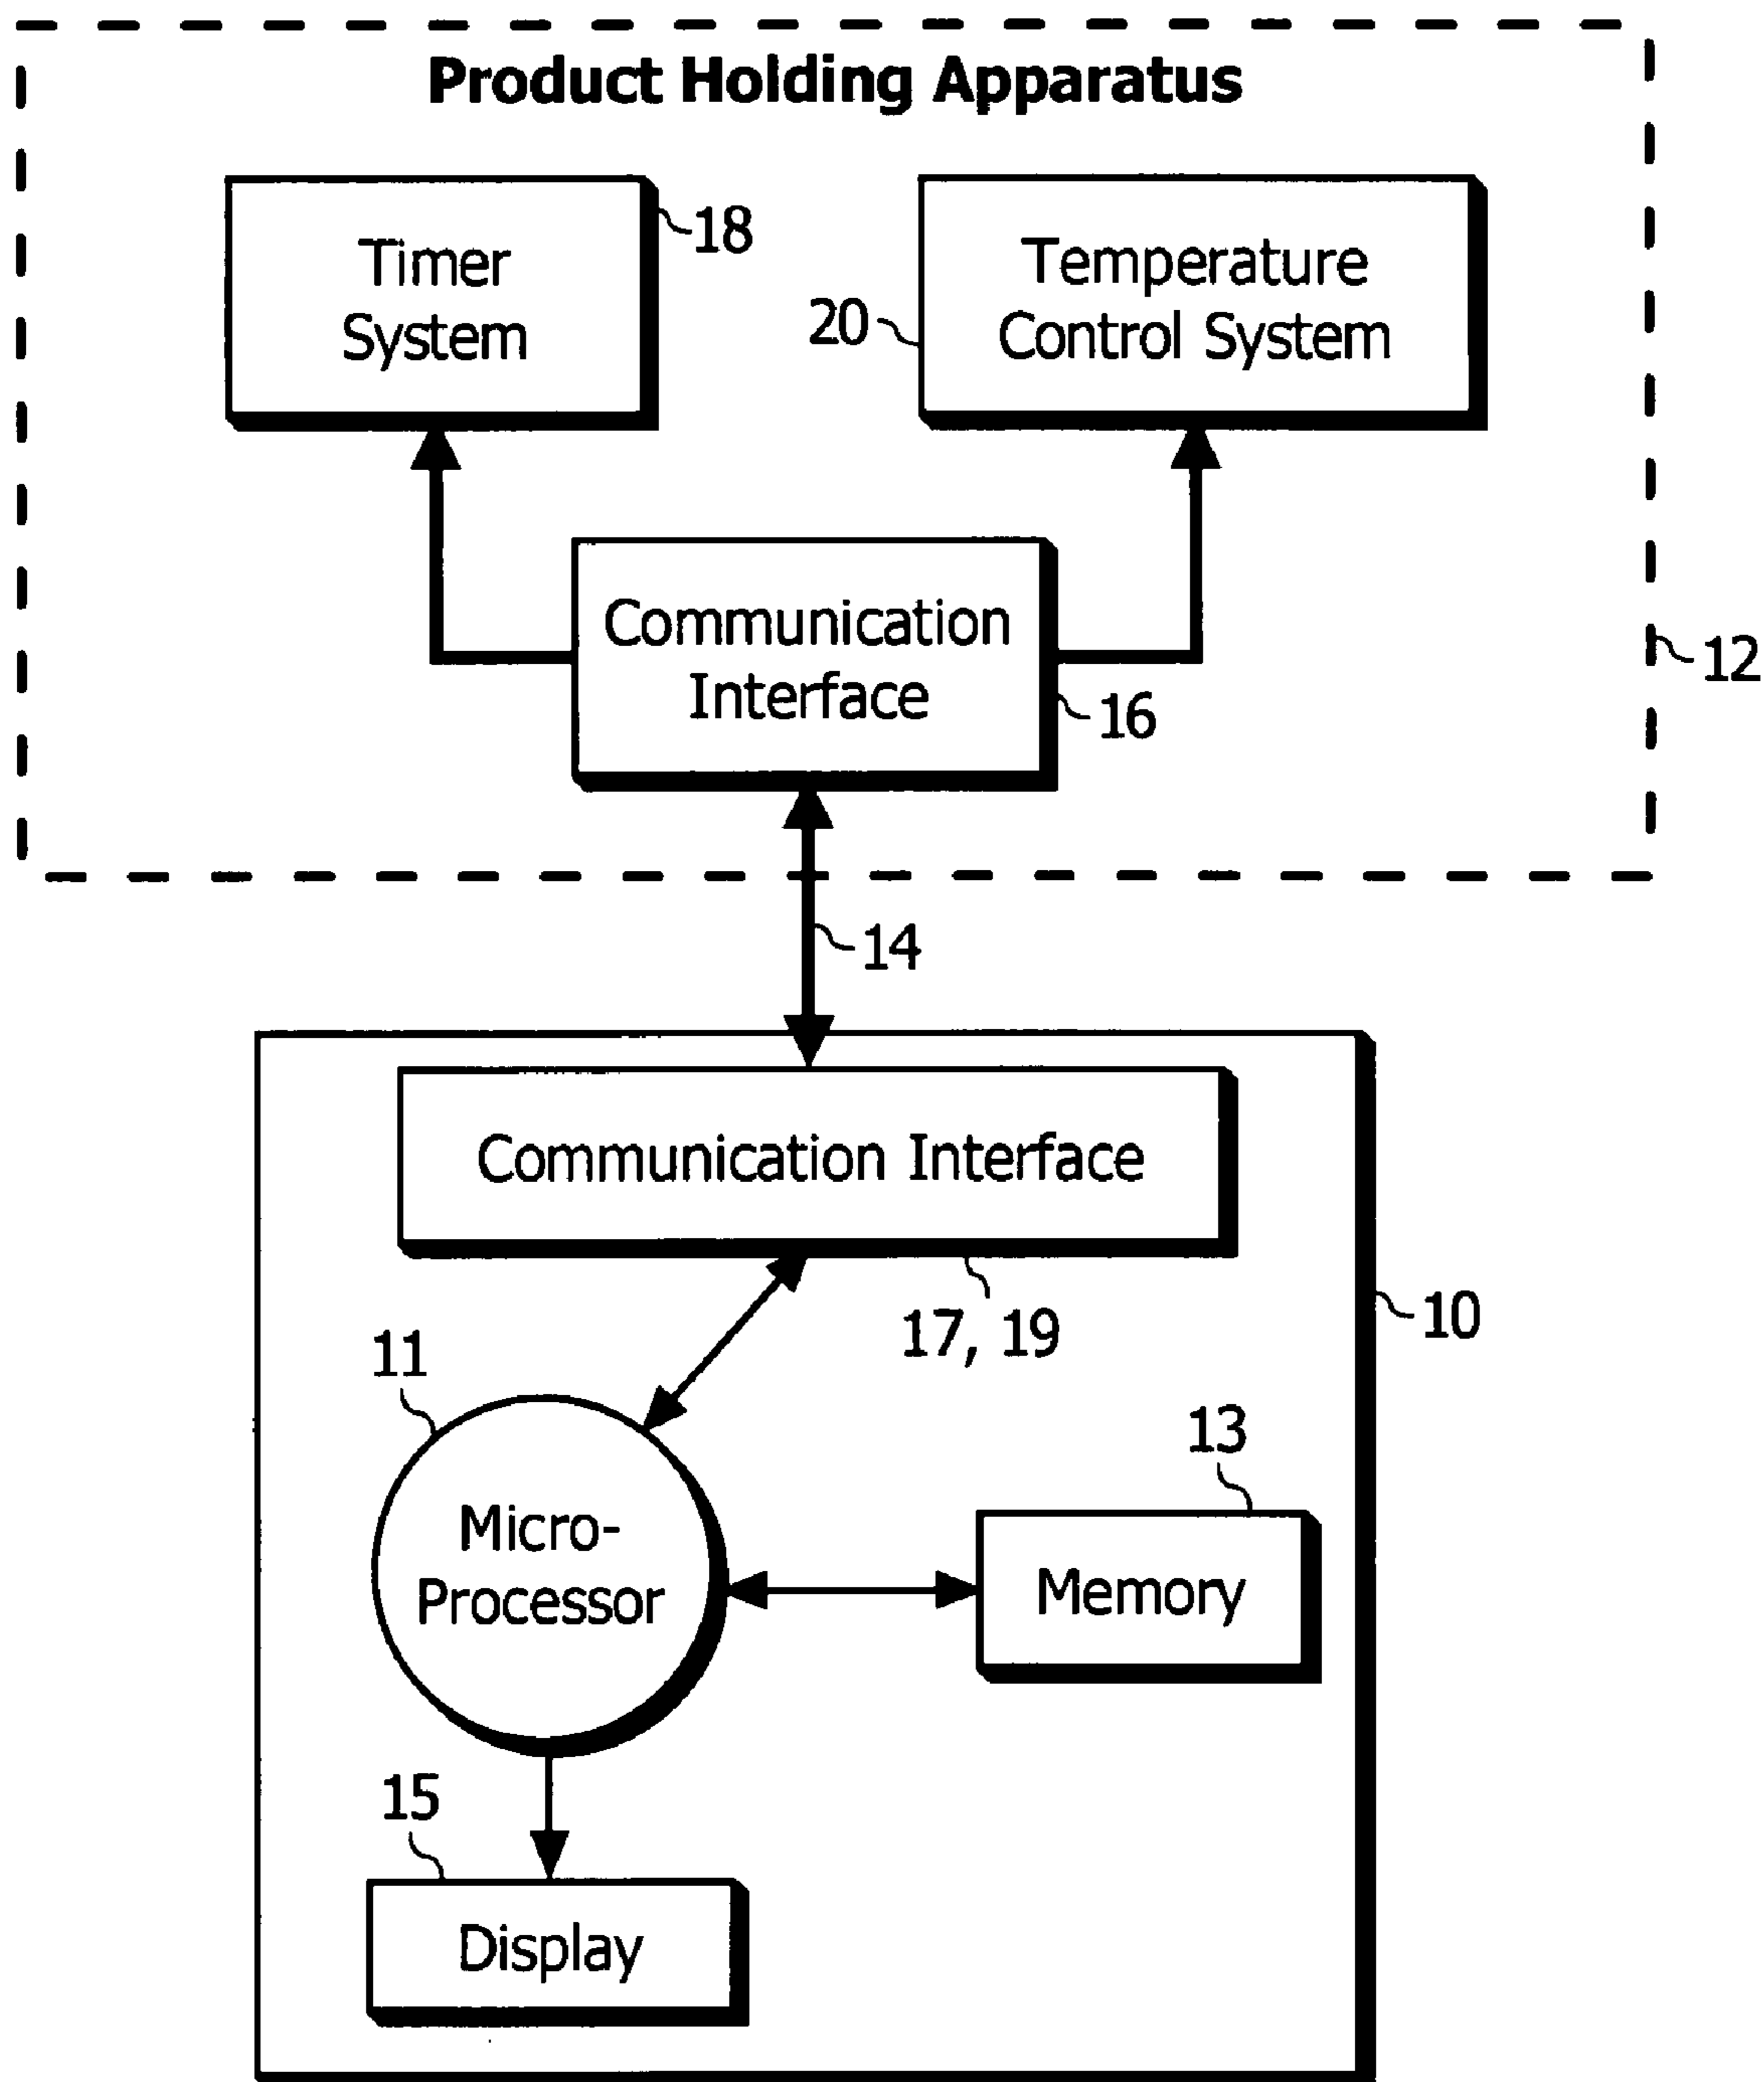 Product Holding Apparatus
Timer
System
18
20
Temperature
Control System
Communication
Interface
16
12
14
Communication Interface
17, 19
10
11
Micro-
Processor
13
Memory
15
Display